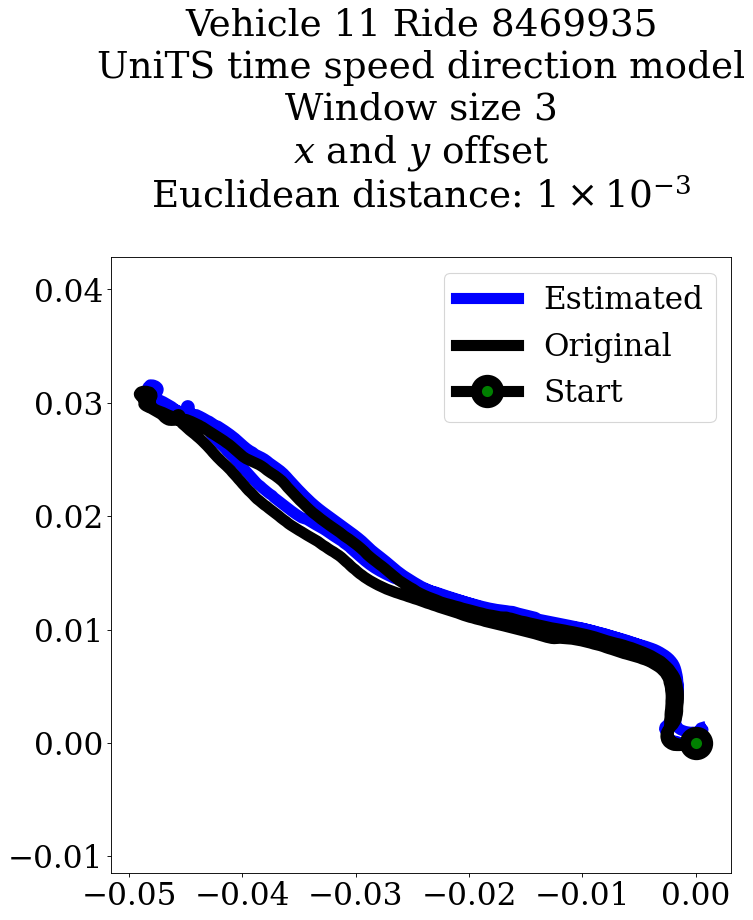 Vehicle 11 Ride 8469935
UniTS time speed direction model
Window size 3
x and y offset
Euclidean distance: 1 × 10⁻³
Estimated
Original
Start
0.04
0.03
0.02
0.01
0.00
−0.01
−0.05 −0.04 −0.03 −0.02 −0.01 0.00